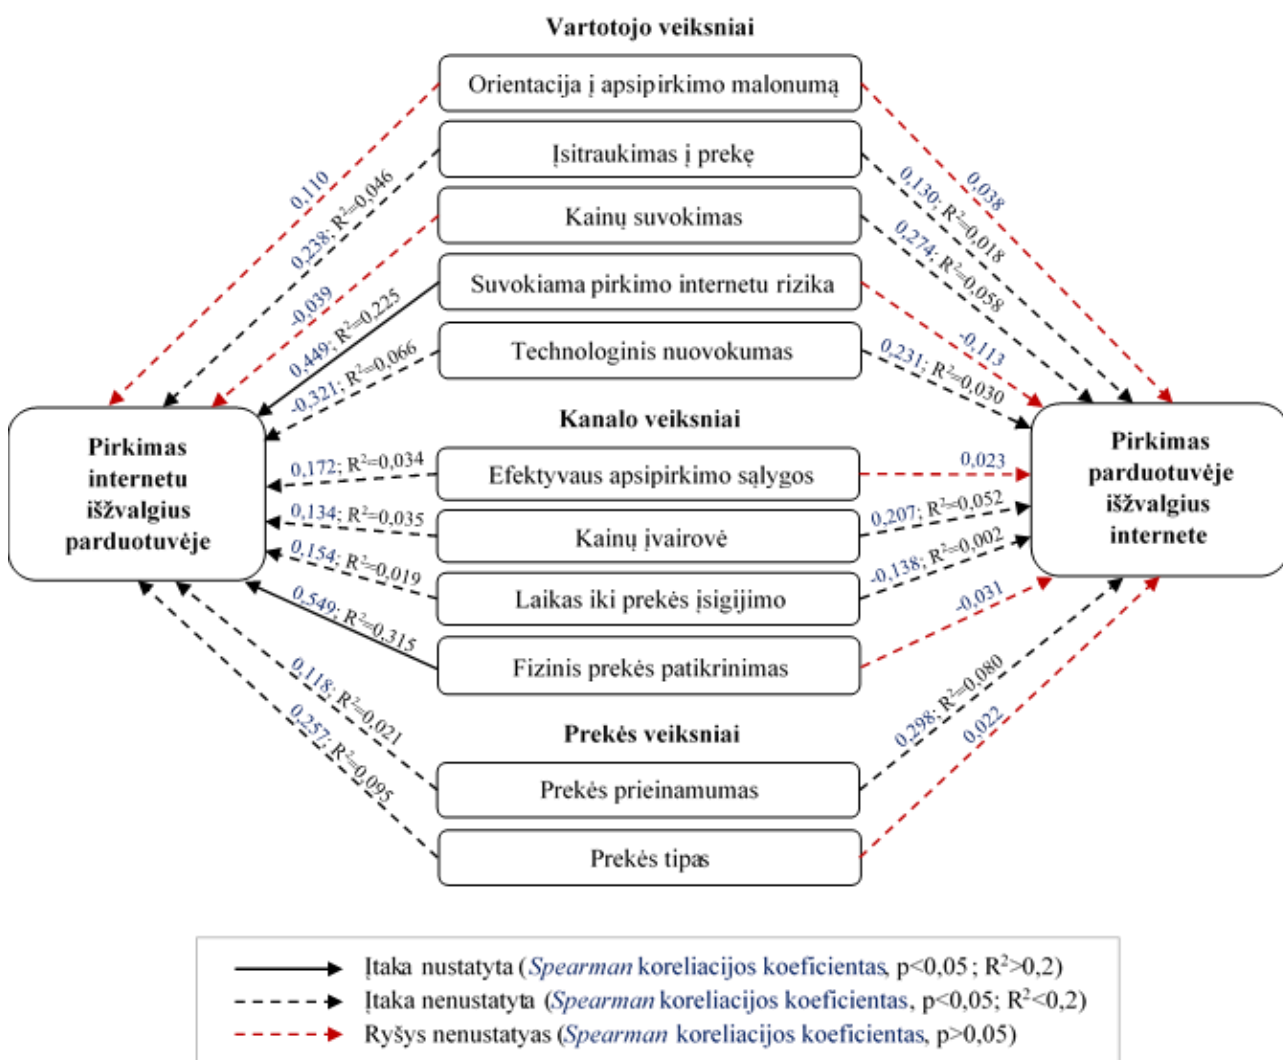 Vartotojo veiksniai
Orientacija į apsipirkimo malonumą
Įsitraukimas į prekę
Kainų suvokimas
Suvokiama pirkimo internetu rizika
Technologinis nuovokumas
0,110
0,238; R²=0,046
-0,039
0,449; R²=0,225
-0,321; R²=0,066
0,038
0,130; R²=0,018
0,274; R²=0,058
-0,113
0,231; R²=0,030
Pirkimas
internetu
išžvalgius
parduotuvėje
Kanalo veiksniai
Efektyvaus apsipirkimo sąlygos
Kainų įvairovė
Laikas iki prekės įsigijimo
Fizinis prekės patikrinimas
0,172; R²=0,034
0,134; R²=0,035
0,154; R²=0,019
0,549; R²=0,315
0,023
0,207; R²=0,052
-0,138; R²=0,002
-0,031
Pirkimas
parduotuvėje
išžvalgius
internete
Prekės veiksniai
Prekės prieinamumas
Prekės tipas
0,118; R²=0,021
0,257; R²=0,095
0,298; R²=0,080
0,022
Įtaka nustatyta (Spearman koreliacijos koeficientas, p<0,05; R²>0,2)
Įtaka nenustatyta (Spearman koreliacijos koeficientas, p<0,05; R²<0,2)
Ryšys nenustatyas (Spearman koreliacijos koeficientas, p>0,05)